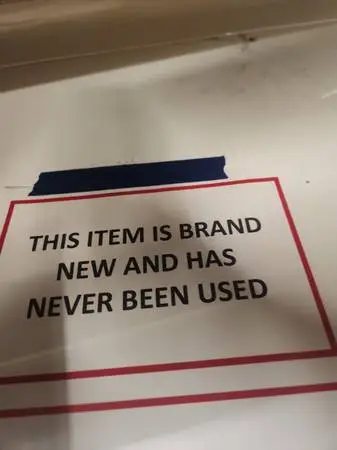 THIS ITEM IS BRAND
NEW AND HAS
NEVER BEEN USED